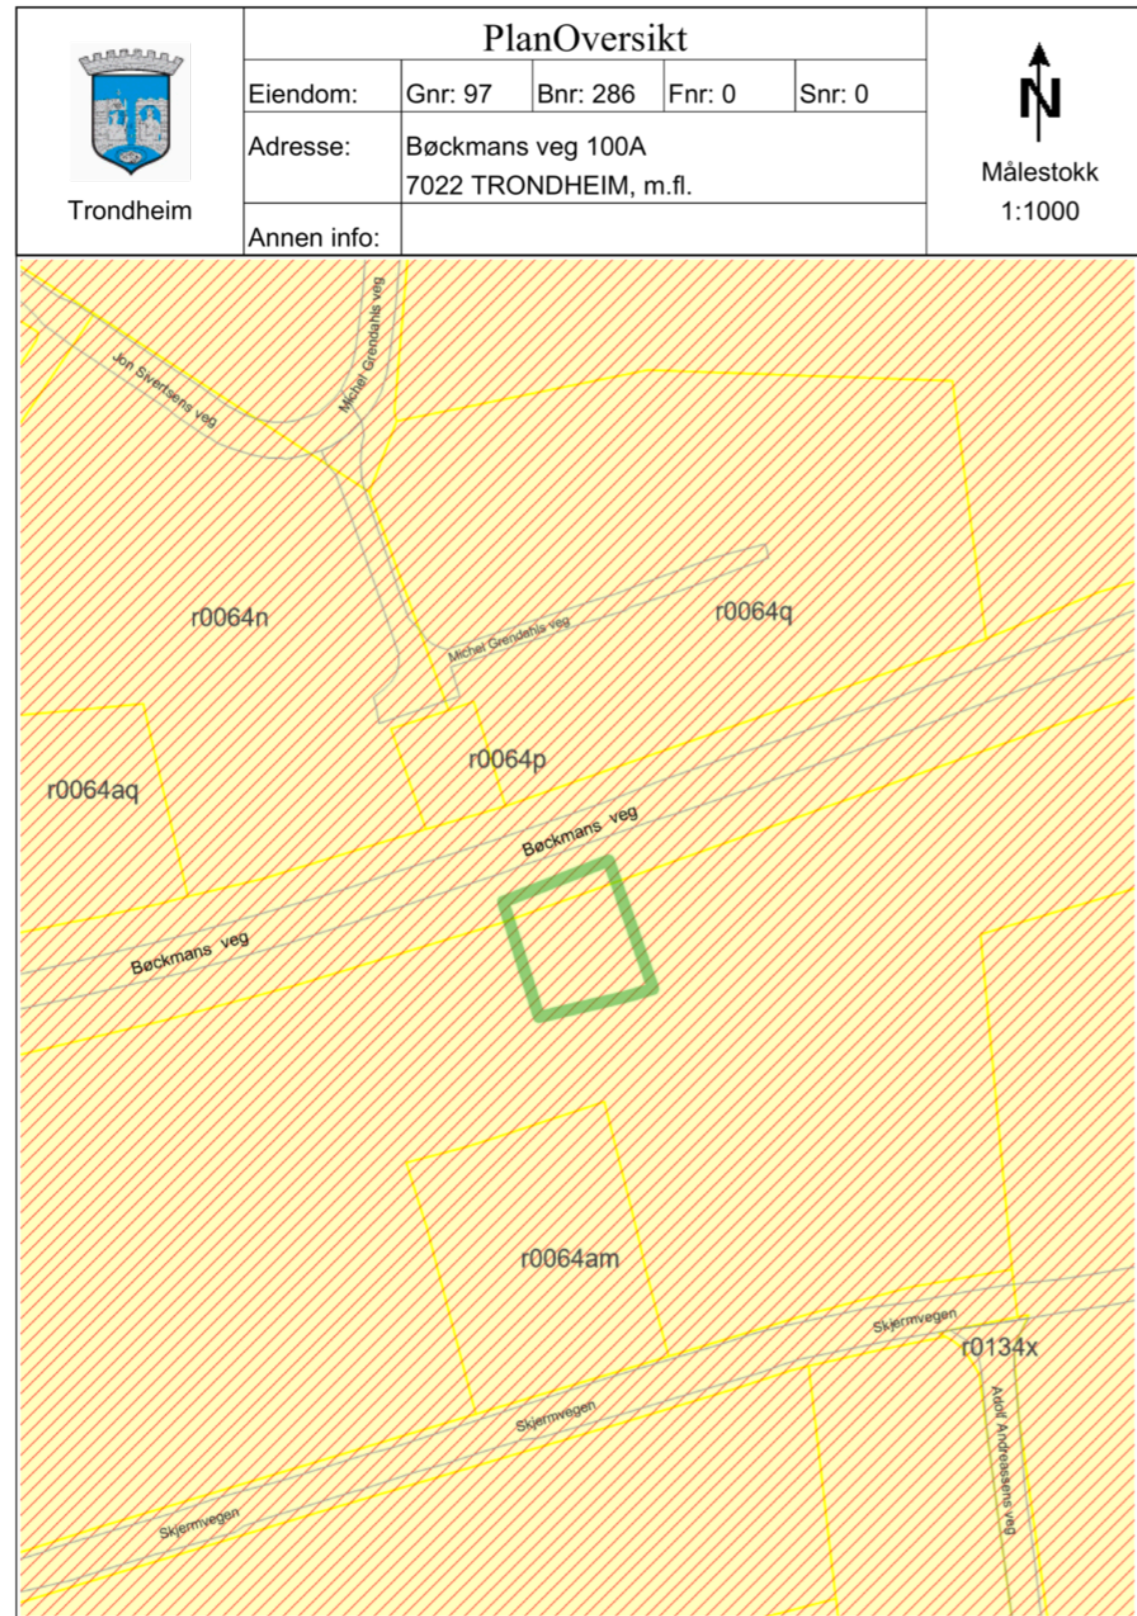 PlanOversikt
Eiendom: Gnr: 97 Bnr: 286 Fnr: 0 Snr: 0
Adresse: Bøckmans veg 100A
7022 TRONDHEIM, m.fl.
Annen info:
Trondheim
N
Målestokk
1:1000
Michel Grendahls veg
Jon Sivertsens veg
r0064n
r0064q
Michel Grendahls veg
r0064p
r0064aq
Bøckmans veg
Bøckmans veg
r0064am
Skjermvegen
r0134x
Adolf Andreassens veg
Skjermvegen
Skjermvegen